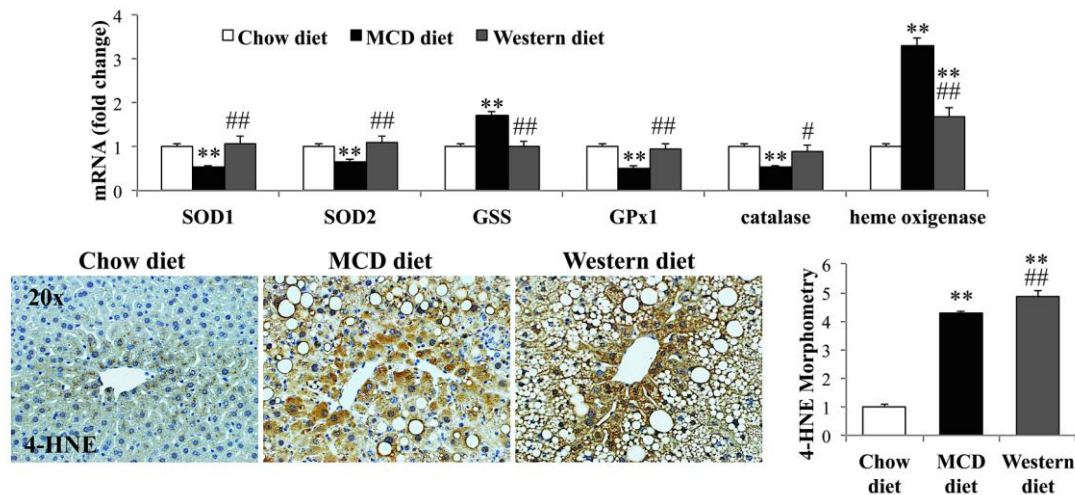 4
3
2
1
0
mRNA (fold change)
Chow diet MCD diet Western diet
** ## ** ## ** ## ** ## ** # ** ** ##
SOD1 SOD2 GSS GPx1 catalase heme oxigenase
Chow diet MCD diet Western diet
20x
4-HNE
4-HNE Morphometry
6
5
4
3
2
1
0
**
**
##
Chow diet
MCD diet
Western diet